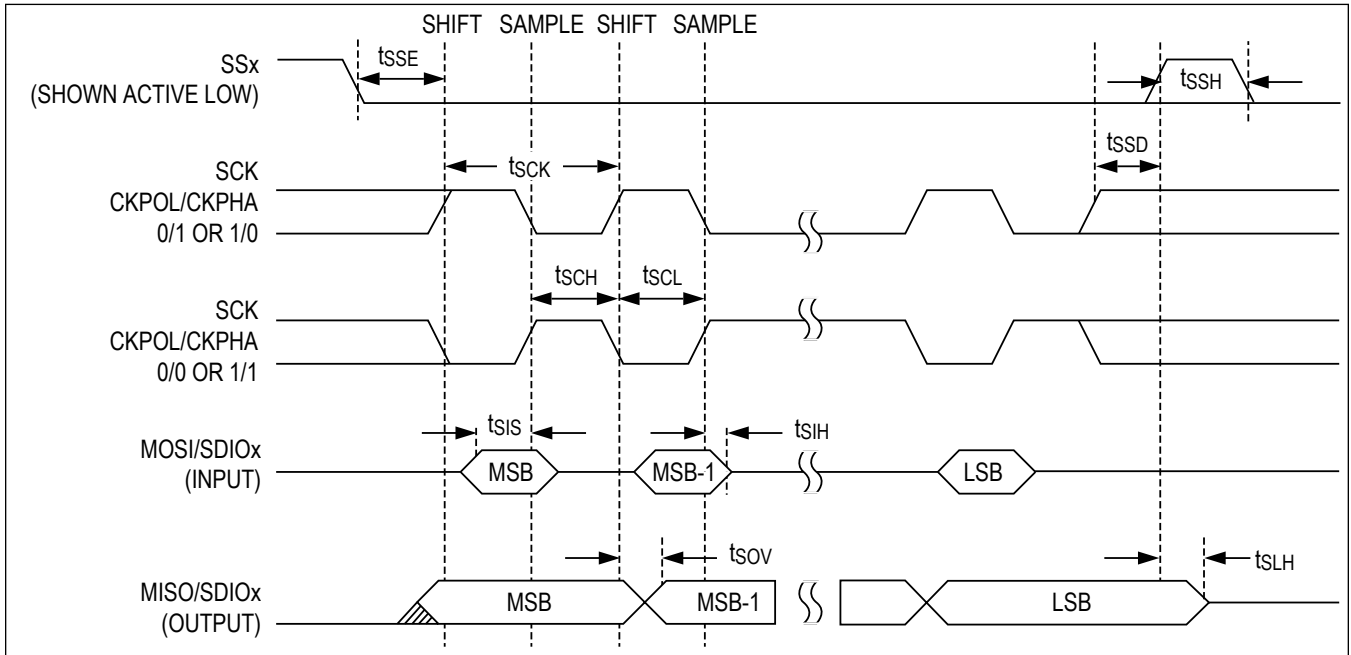 SHIFT SAMPLE SHIFT SAMPLE
SSx
(SHOWN ACTIVE LOW)
tSSE
tSSH
tSSD
SCK
CKPOL/CKPHA
0/1 OR 1/0
tSCK
tSCH
tSCL
SCK
CKPOL/CKPHA
0/0 OR 1/1
tSIS
tSIH
MOSI/SDIOx
(INPUT)
MSB
MSB-1
LSB
tSOV
tSLH
MISO/SDIOx
(OUTPUT)
MSB
MSB-1
LSB